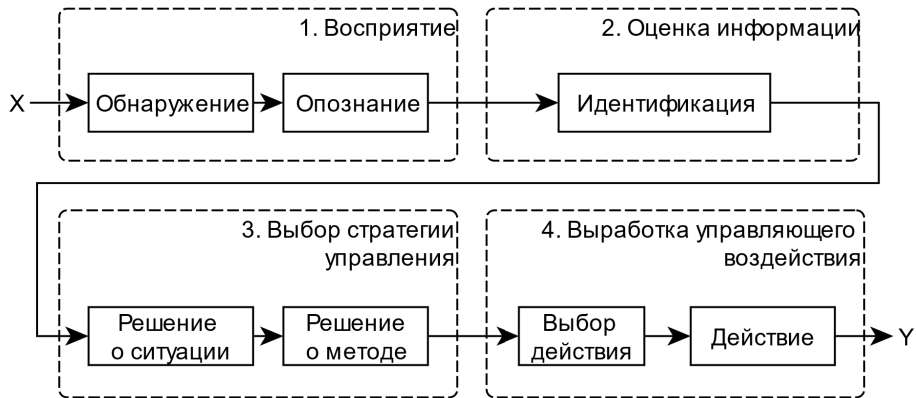 1. Восприятие
2. Оценка информации
X
Обнаружение
Опознание
Идентификация
3. Выбор стратегии
управления
4. Выработка управляющего
воздействия
Решение
о ситуации
Решение
о методе
Выбор
действия
Действие
Y